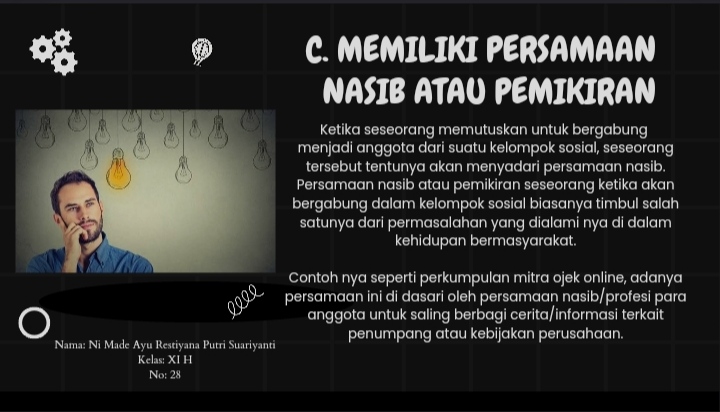 C. MEMILIKI PERSAMAAN
NASIB ATAU PEMIKIRAN
Ketika seseorang memutuskan untuk bergabung
menjadi anggota dari suatu kelompok sosial, seseorang
tersebut tentunya akan menyadari persamaan nasib.
Persamaan nasib atau pemikiran seseorang ketika akan
bergabung dalam kelompok sosial biasanya timbul salah
satunya dari permasalahan yang dialami nya di dalam
kehidupan bermasyarakat.
Contoh nya seperti perkumpulan mitra ojek online, adanya
persamaan ini di dasari oleh persamaan nasib/profesi para
anggota untuk saling berbagi cerita/informasi terkait
penumpang atau kebijakan perusahaan.
Nama: Ni Made Ayu Restiyana Putri Suariyanti
Kelas: XI H
No: 28